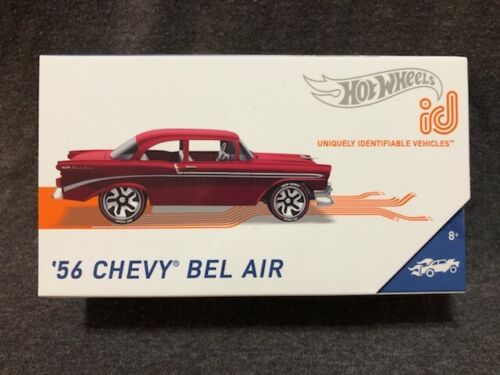 HOT WHEELS
id
UNIQUELY IDENTIFIABLE VEHICLES™
'56 CHEVY® BEL AIR
8+